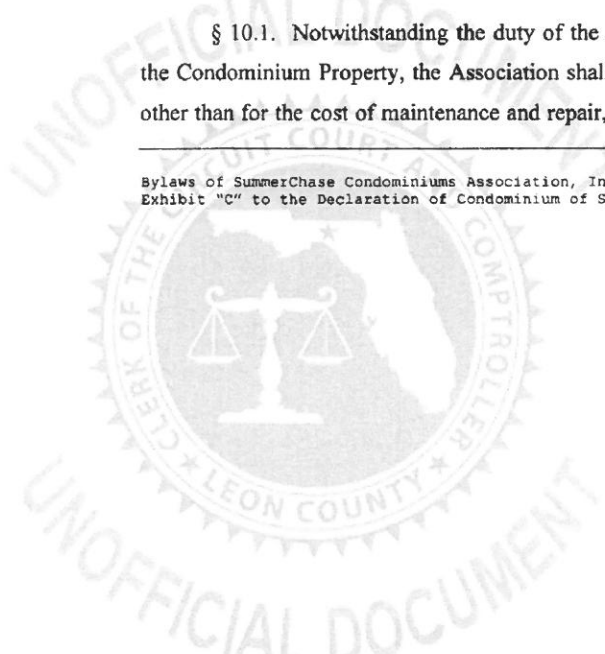 § 10.1. Notwithstanding the duty of the
the Condominium Property, the Association shal
other than for the cost of maintenance and repair,
Bylaws of SummerChase Condominiums Association, In
Exhibit "C" to the Declaration of Condominium of S
UNOFFICIAL DOCUMENT
CLERK OF THE CIRCUIT COURT AND COMPTROLLER
LEON COUNTY
UNOFFICIAL DOCUMENT